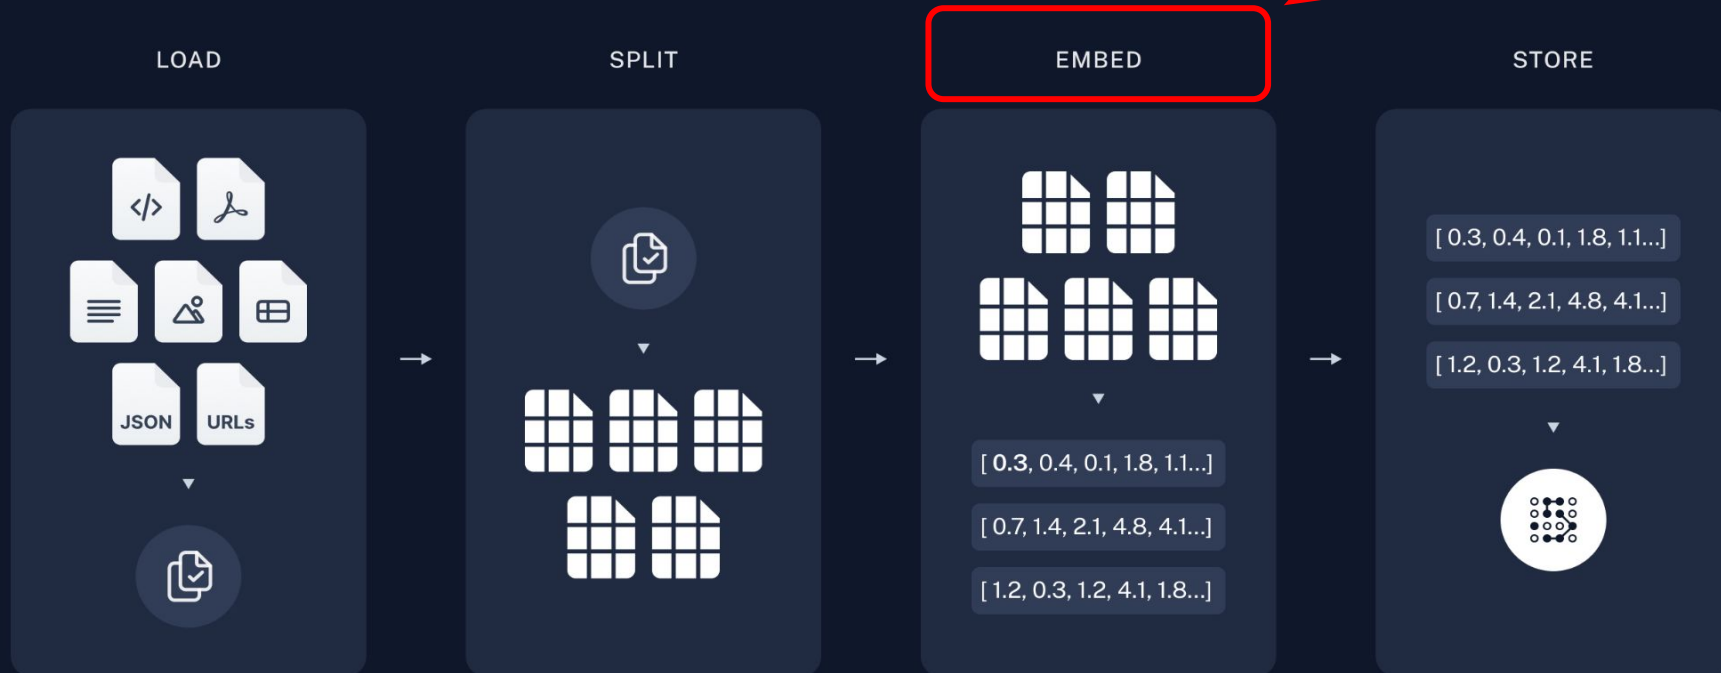 LOAD
SPLIT
EMBED
STORE
</>
JSON
URLs
[ 0.3, 0.4, 0.1, 1.8, 1.1...]
[ 0.7, 1.4, 2.1, 4.8, 4.1...]
[ 1.2, 0.3, 1.2, 4.1, 1.8...]
[ 0.3, 0.4, 0.1, 1.8, 1.1...]
[ 0.7, 1.4, 2.1, 4.8, 4.1...]
[ 1.2, 0.3, 1.2, 4.1, 1.8...]